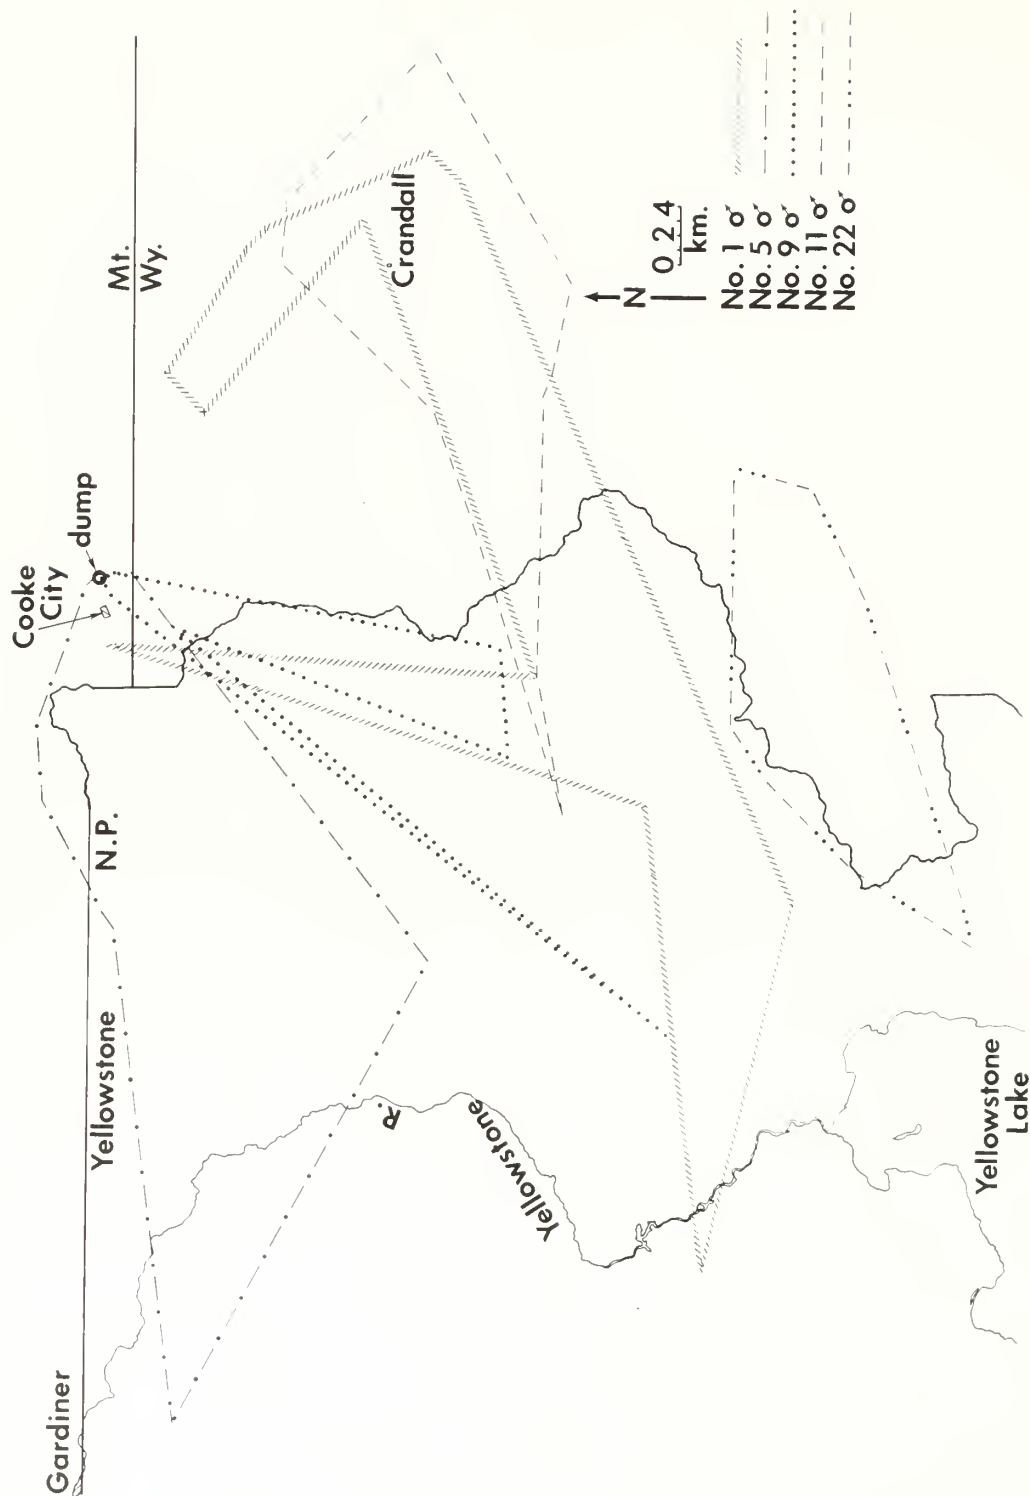 Gardiner
Yellowstone
N.P.
Cooke
City
dump
Mt.
Wy.
Crandall
Yellowstone
R.
Yellowstone
Lake
N
0 2 4
km.
No. 1 ♂
No. 5 ♂
No. 9 ♂
No. 11 ♂
No. 22 ♂